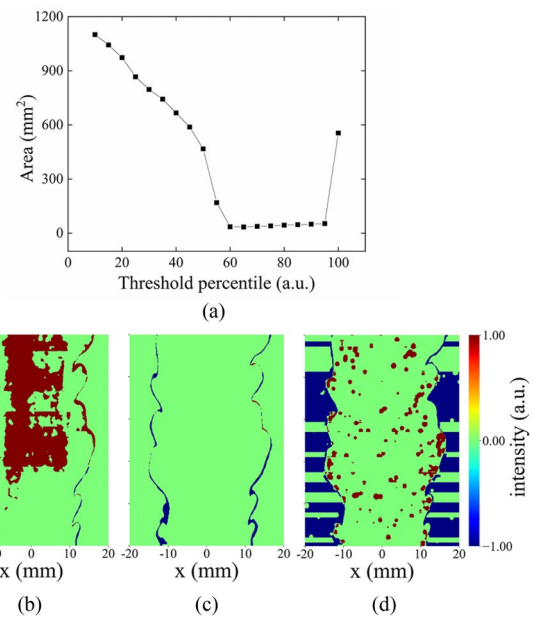 1200
900
600
300
0
Area (mm²)
0 20 40 60 80 100
Threshold percentile (a.u.)
(a)
1.00
0.00
−1.00
intensity (a.u.)
0 10 20
-20 -10 0 10 20
20 -10 0 10 20
x (mm) x (mm) x (mm)
(b) (c) (d)